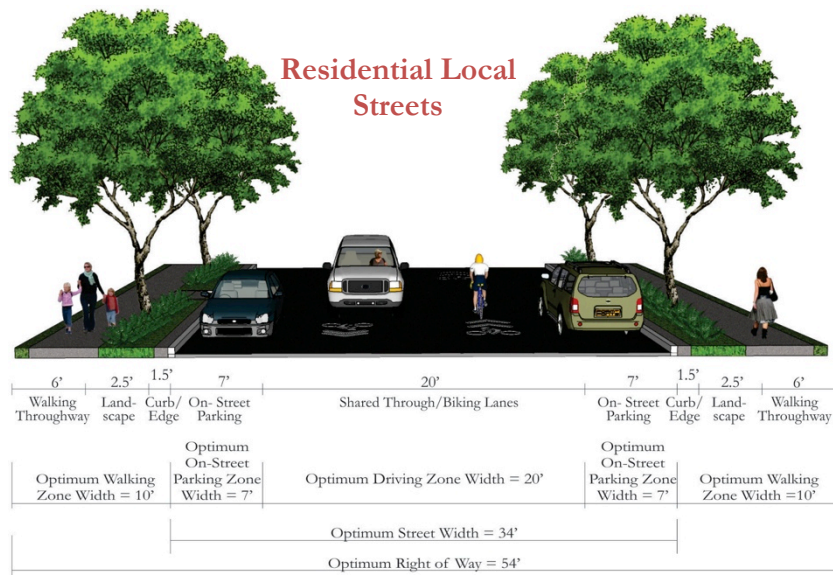 Residential Local
Streets
6' 2.5' 1.5' 7' 20' 7' 1.5' 2.5' 6'
Walking Land- Curb/ On- Street Shared Through/Biking Lanes On- Street Curb/ Land- Walking
Throughway scape Edge Parking Parking Edge scape Throughway
Optimum Walking
Zone Width = 10'
Optimum
On-Street
Parking Zone
Width = 7'
Optimum Driving Zone Width = 20'
Optimum
On-Street
Parking Zone
Width = 7'
Optimum Walking
Zone Width =10'
Optimum Street Width = 34'
Optimum Right of Way = 54'